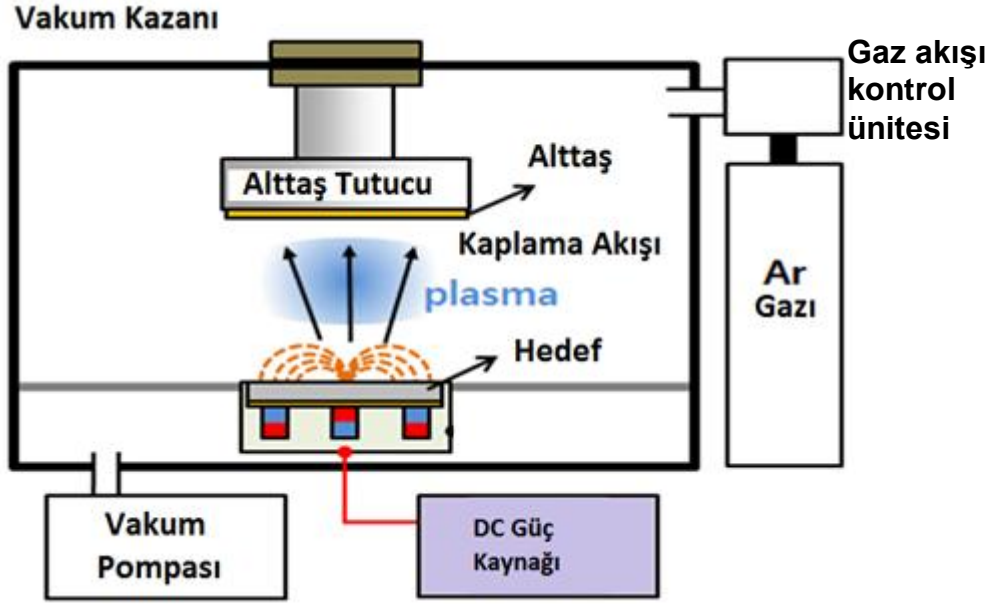 Vakum Kazanı
Gaz akışı
kontrol
ünitesi
Alttaş
Alttaş Tutucu
Kaplama Akışı
plasma
Ar
Gazı
Hedef
Vakum
Pompası
DC Güç
Kaynağı